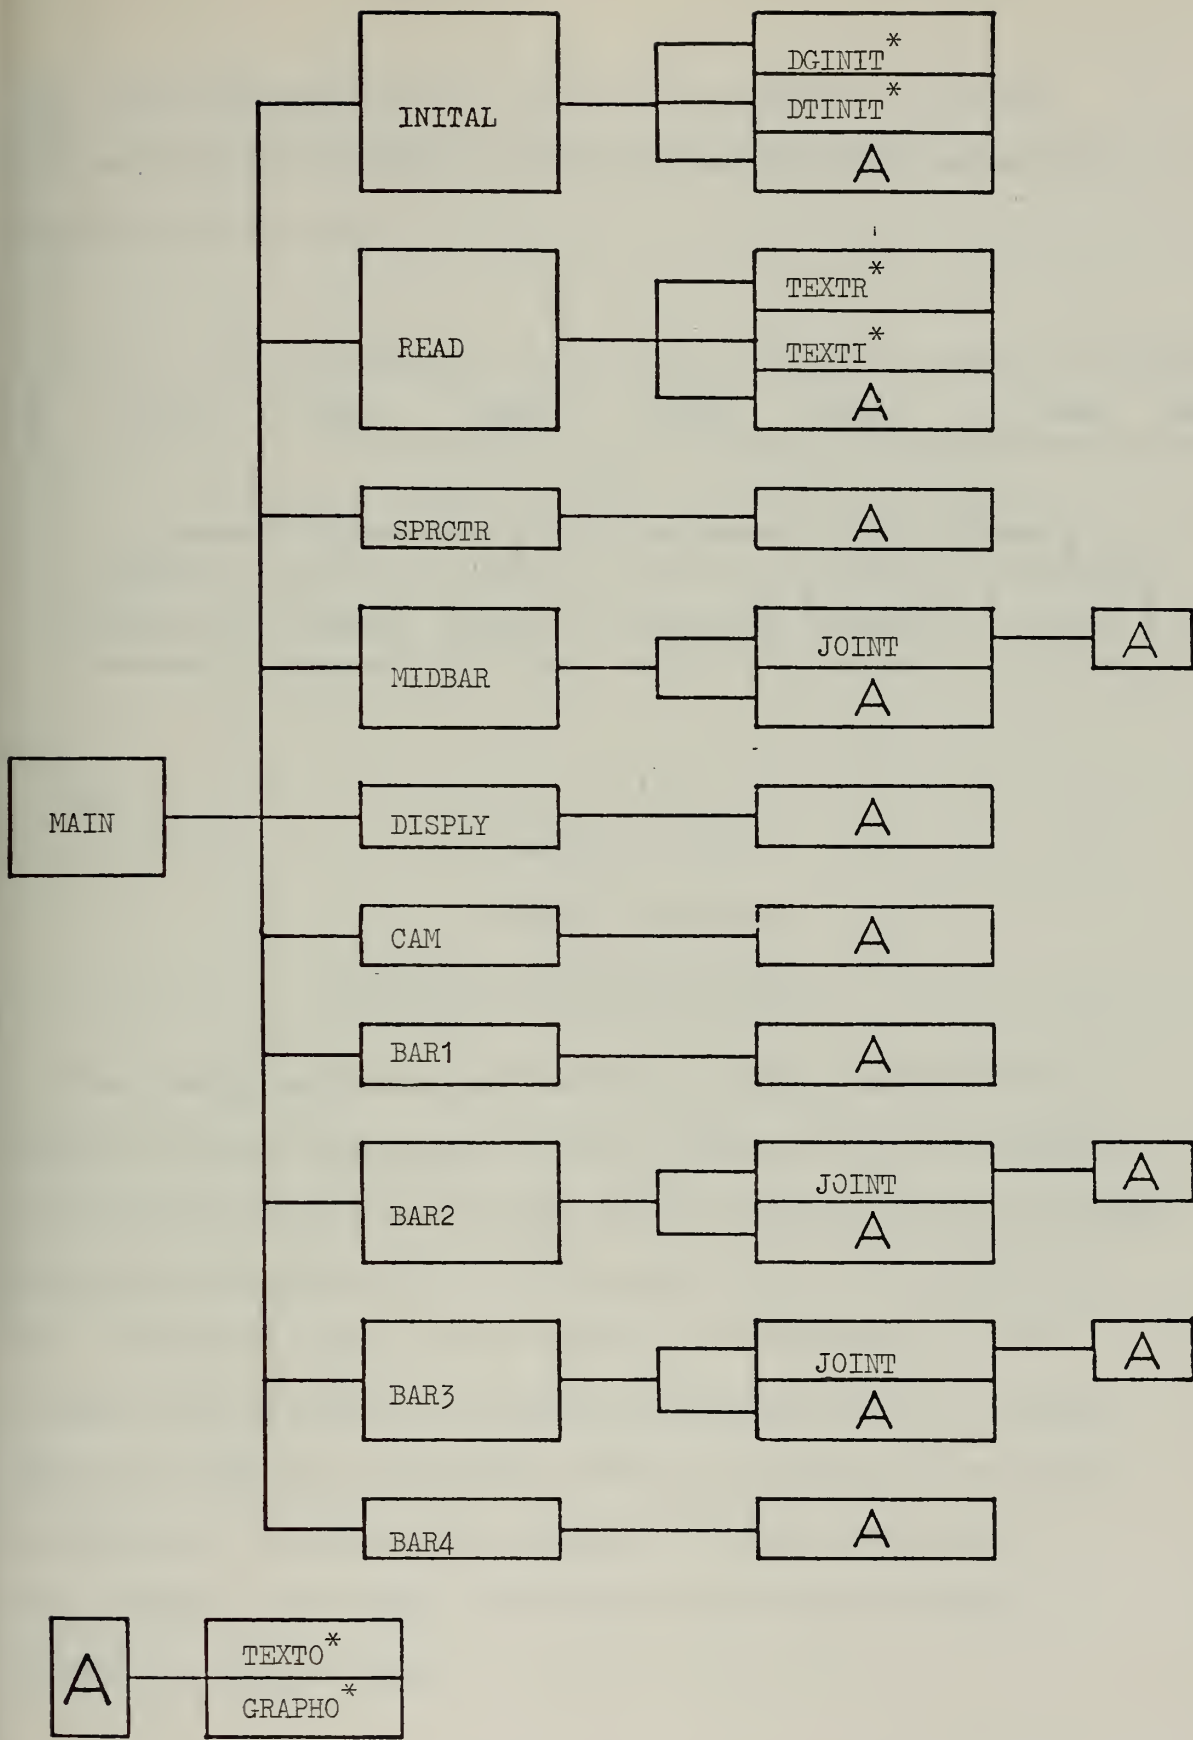 DGINIT*
INITAL
DTINIT*
A
TEXTR*
READ
TEXTI*
A
SPRCTR
A
JOINT
A
MIDBAR
A
MAIN
DISPLY
A
CAM
A
BAR1
A
JOINT
A
BAR2
A
JOINT
A
BAR3
A
BAR4
A
A
TEXTO*
GRAPHO*